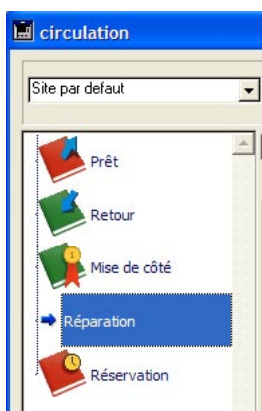 circulation
Site par defaut
Prêt
Retour
Mise de côté
Réparation
Réservation